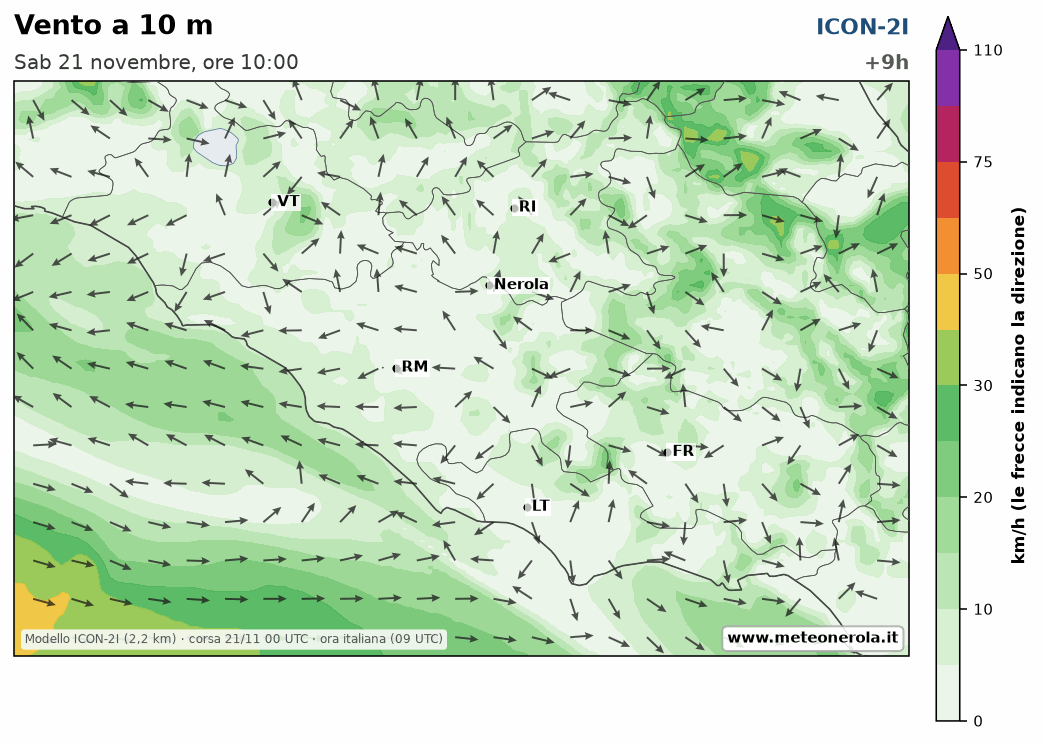 Vento a 10 m
ICON-2I
Sab 21 novembre, ore 10:00
+9h
110
75
50
30
20
10
0
km/h (le frecce indicano la direzione)
VT
RI
Nerola
RM
FR
LT
Modello ICON-2I (2,2 km) · corsa 21/11 00 UTC · ora italiana (09 UTC)
www.meteonerola.it